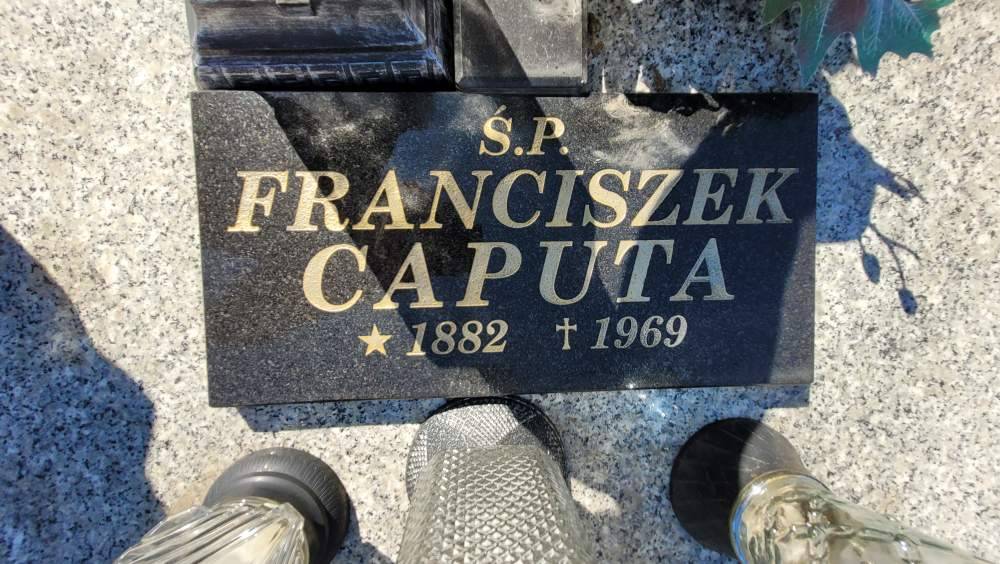 Ś.P.
FRANCISZEK
CAPUTA
★ 1882 † 1969